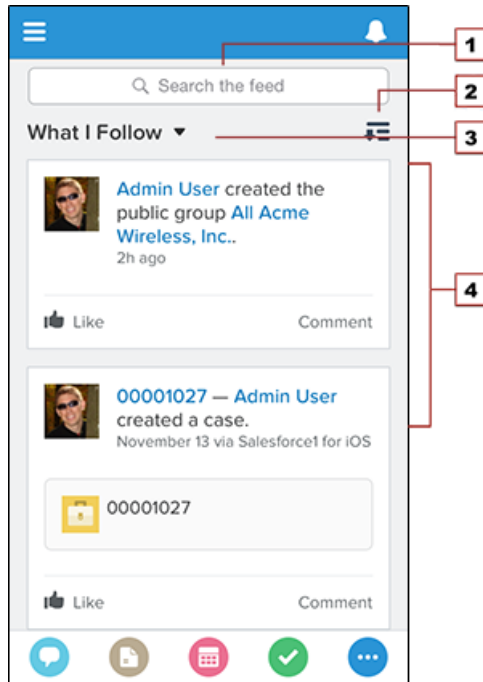 Search the feed
1
2
What I Follow
3
Admin User created the
public group All Acme
Wireless, Inc..
2h ago
4
Like Comment
00001027 — Admin User
created a case.
November 13 via Salesforce1 for iOS
00001027
Like Comment